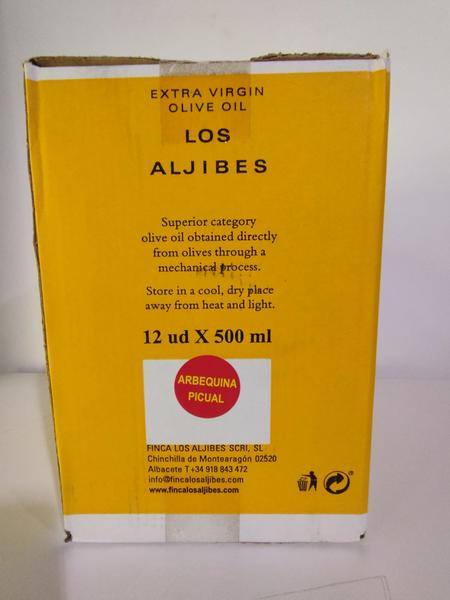 EXTRA VIRGIN
OLIVE OIL
LOS
ALJIBES
Superior category
olive oil obtained directly
from olives through a
mechanical process.
Store in a cool, dry place
away from heat and light.
12 ud X 500 ml
ARBEQUINA
PICUAL
FINCA LOS ALJIBES SCRI, SL
Chinchilla de Montearagón 02520
Albacete T+34 918 843 472
info@fincalosaljibes.com
www.fincalosaljibes.com